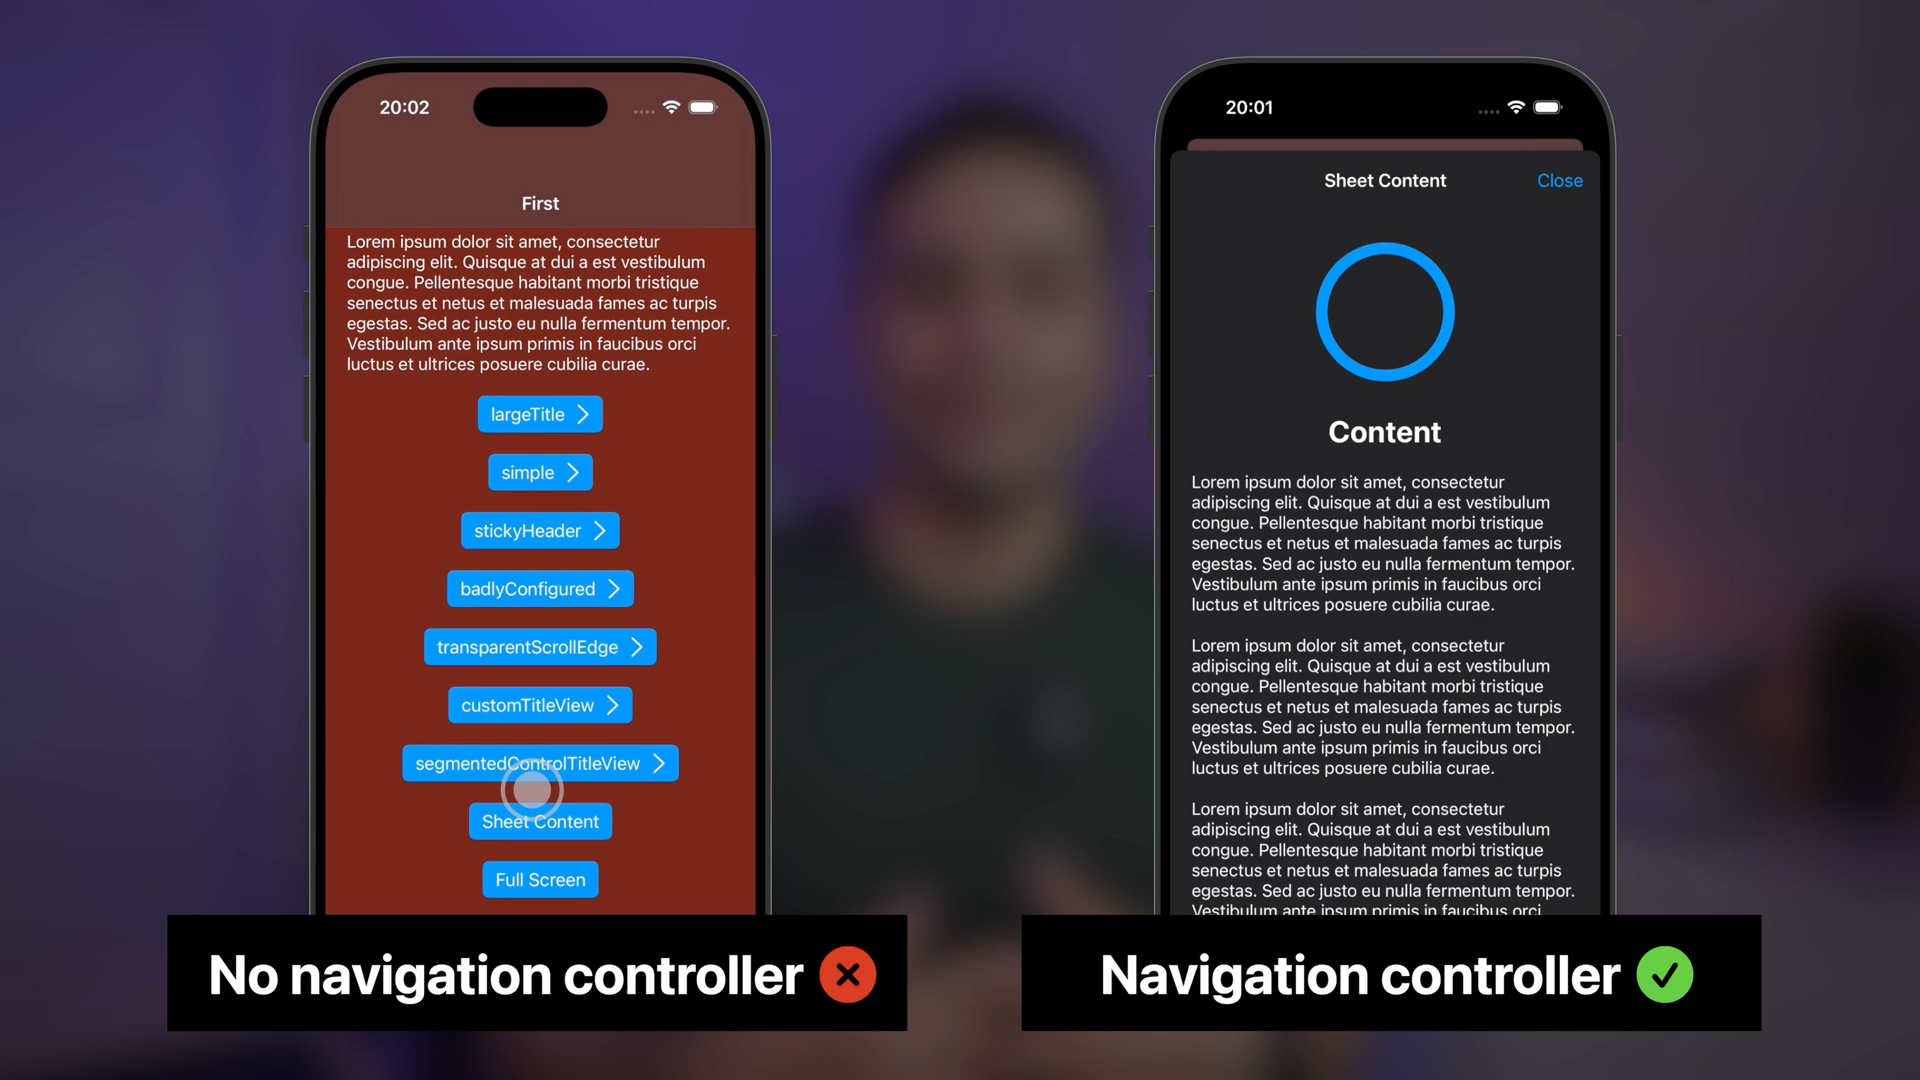 20:02
First
Lorem ipsum dolor sit amet, consectetur
adipiscing elit. Quisque at dui a est vestibulum
congue. Pellentesque habitant morbi tristique
senectus et netus et malesuada fames ac turpis
egestas. Sed ac justo eu nulla fermentum tempor.
Vestibulum ante ipsum primis in faucibus orci
luctus et ultrices posuere cubilia curae.
largeTitle
simple
stickyHeader
badlyConfigured
transparentScrollEdge
customTitleView
segmentedControlTitleView
Sheet Content
Full Screen
No navigation controller
20:01
Sheet Content
Close
Content
Lorem ipsum dolor sit amet, consectetur
adipiscing elit. Quisque at dui a est vestibulum
congue. Pellentesque habitant morbi tristique
senectus et netus et malesuada fames ac turpis
egestas. Sed ac justo eu nulla fermentum tempor.
Vestibulum ante ipsum primis in faucibus orci
luctus et ultrices posuere cubilia curae.
Lorem ipsum dolor sit amet, consectetur
adipiscing elit. Quisque at dui a est vestibulum
congue. Pellentesque habitant morbi tristique
senectus et netus et malesuada fames ac turpis
egestas. Sed ac justo eu nulla fermentum tempor.
Vestibulum ante ipsum primis in faucibus orci
luctus et ultrices posuere cubilia curae.
Lorem ipsum dolor sit amet, consectetur
adipiscing elit. Quisque at dui a est vestibulum
congue. Pellentesque habitant morbi tristique
senectus et netus et malesuada fames ac turpis
egestas. Sed ac justo eu nulla fermentum tempor.
Vestibulum ante ipsum primis in faucibus orci
Navigation controller